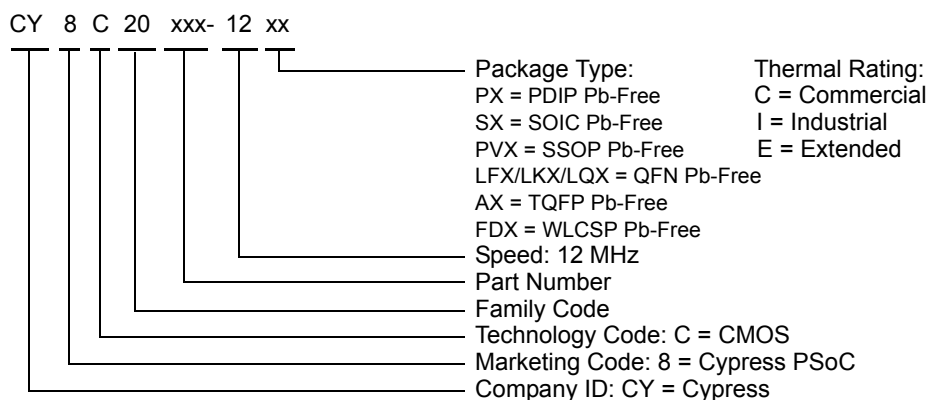 CY 8 C 20 xxx- 12 xx
Package Type: Thermal Rating:
PX = PDIP Pb-Free C = Commercial
SX = SOIC Pb-Free I = Industrial
PVX = SSOP Pb-Free E = Extended
LFX/LKX/LQX = QFN Pb-Free
AX = TQFP Pb-Free
FDX = WLCSP Pb-Free
Speed: 12 MHz
Part Number
Family Code
Technology Code: C = CMOS
Marketing Code: 8 = Cypress PSoC
Company ID: CY = Cypress